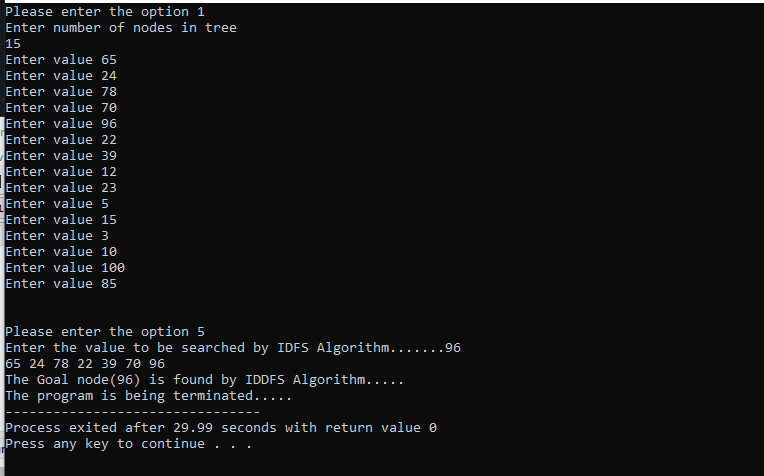 Please enter the option 1
Enter number of nodes in tree
15
Enter value 65
Enter value 24
Enter value 78
Enter value 70
Enter value 96
Enter value 22
Enter value 39
Enter value 12
Enter value 23
Enter value 5
Enter value 15
Enter value 3
Enter value 10
Enter value 100
Enter value 85
Please enter the option 5
Enter the value to be searched by IDFS Algorithm.......96
65 24 78 22 39 70 96
The Goal node(96) is found by IDDFS Algorithm.....
The program is being terminated.....
--------------------------------
Process exited after 29.99 seconds with return value 0
Press any key to continue . . .